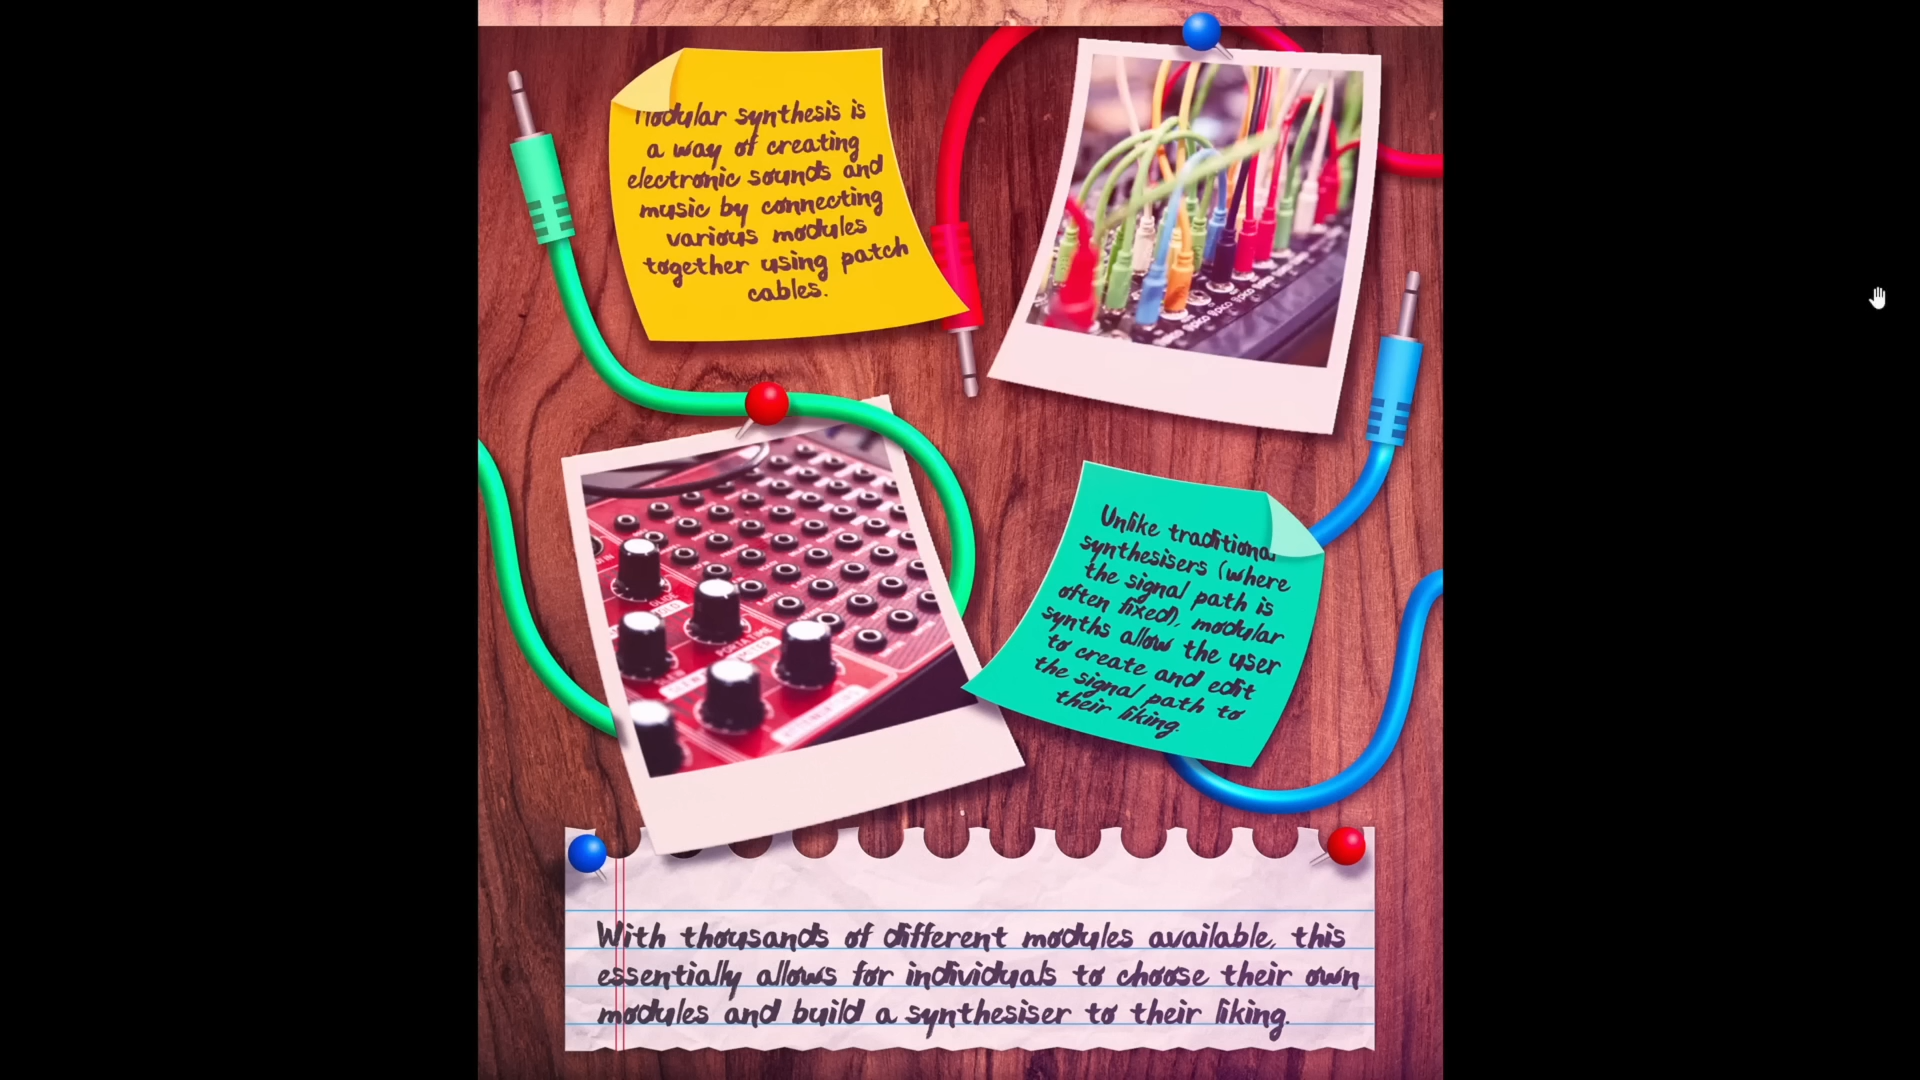 Modular synthesis is
a way of creating
electronic sounds and
music by connecting
various modules
together using patch
cables.
Unlike traditional
synthesisers (where
the signal path is
often fixed), modular
synths allow the user
to create and edit
the signal path to
their liking.
With thousands of different modules available, this
essentially allows for individuals to choose their own
modules and build a synthesiser to their liking.